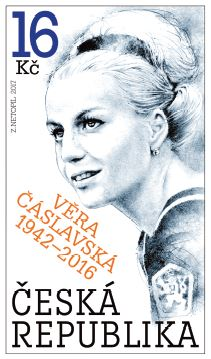 16
Kč
Z. NETOPIL 2017
VĚRA
ČÁSLAVSKÁ
1942–2016
ČESKÁ
REPUBLIKA